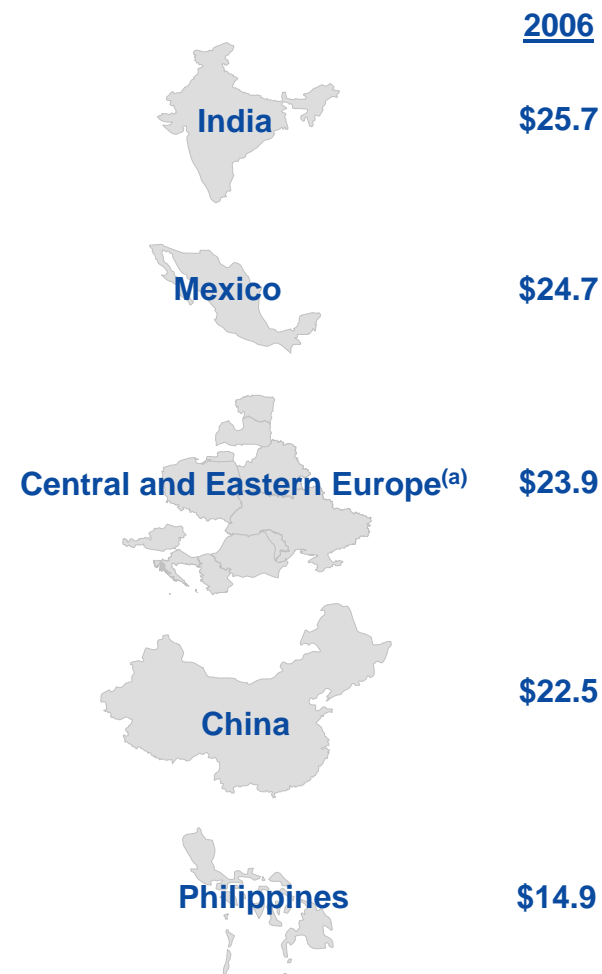 2006
India $25.7
Mexico $24.7
Central and Eastern Europe(a) $23.9
China $22.5
Philippines $14.9